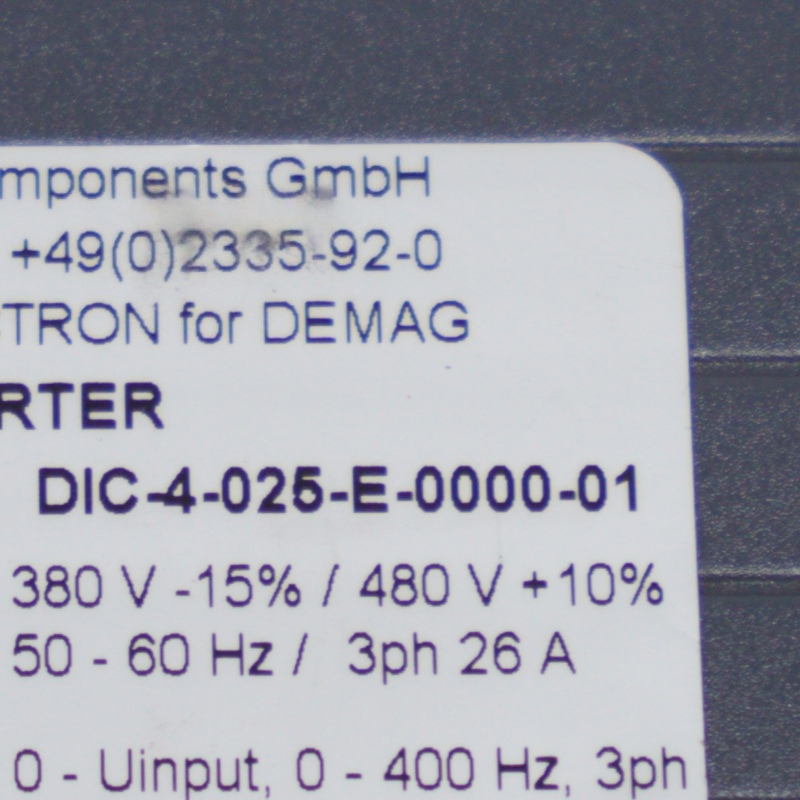 mponents GmbH
+49(0)2335-92-0
TRON for DEMAG
RTER
DIC-4-025-E-0000-01
380 V -15% / 480 V +10%
50 - 60 Hz / 3ph 26 A
0 - Uinput, 0 - 400 Hz, 3ph